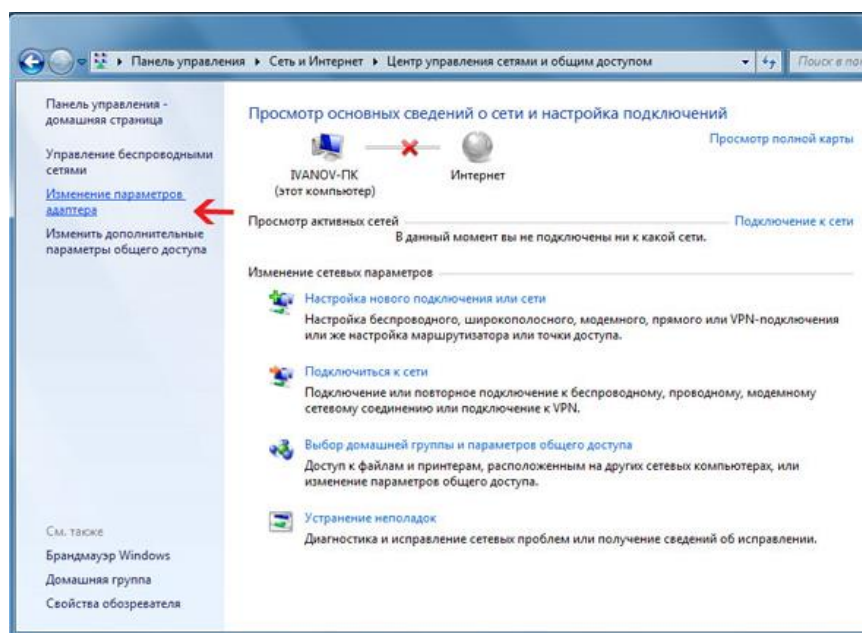 Панель управления ▸ Сеть и Интернет ▸ Центр управления сетями и общим доступом
Поиск в
Панель управления -
домашняя страница
Управление беспроводными
сетями
Изменение параметров
адаптера
Изменить дополнительные
параметры общего доступа
См. также
Брандмауэр Windows
Домашняя группа
Свойства обозревателя
Просмотр основных сведений о сети и настройка подключений
Просмотр полной карты
IVANOV-ПК
(этот компьютер)
Интернет
Просмотр активных сетей
Подключение к сети
В данный момент вы не подключены ни к какой сети.
Изменение сетевых параметров
Настройка нового подключения или сети
Настройка беспроводного, широкополосного, модемного, прямого или VPN-подключения
или же настройка маршрутизатора или точки доступа.
Подключиться к сети
Подключение или повторное подключение к беспроводному, проводному, модемному
сетевому соединению или подключение к VPN.
Выбор домашней группы и параметров общего доступа
Доступ к файлам и принтерам, расположенным на других сетевых компьютерах, или
изменение параметров общего доступа.
Устранение неполадок
Диагностика и исправление сетевых проблем или получение сведений об исправлении.